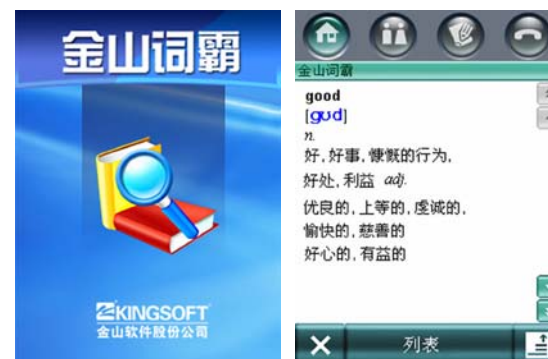 金山词霸
KINGSOFT
金山软件股份公司
金山词霸
good
[gʊd]
n.
好,好事,慷慨的行为,
好处,利益 adj.
优良的,上等的,虔诚的,
愉快的,慈善的
好心的,有益的
列表